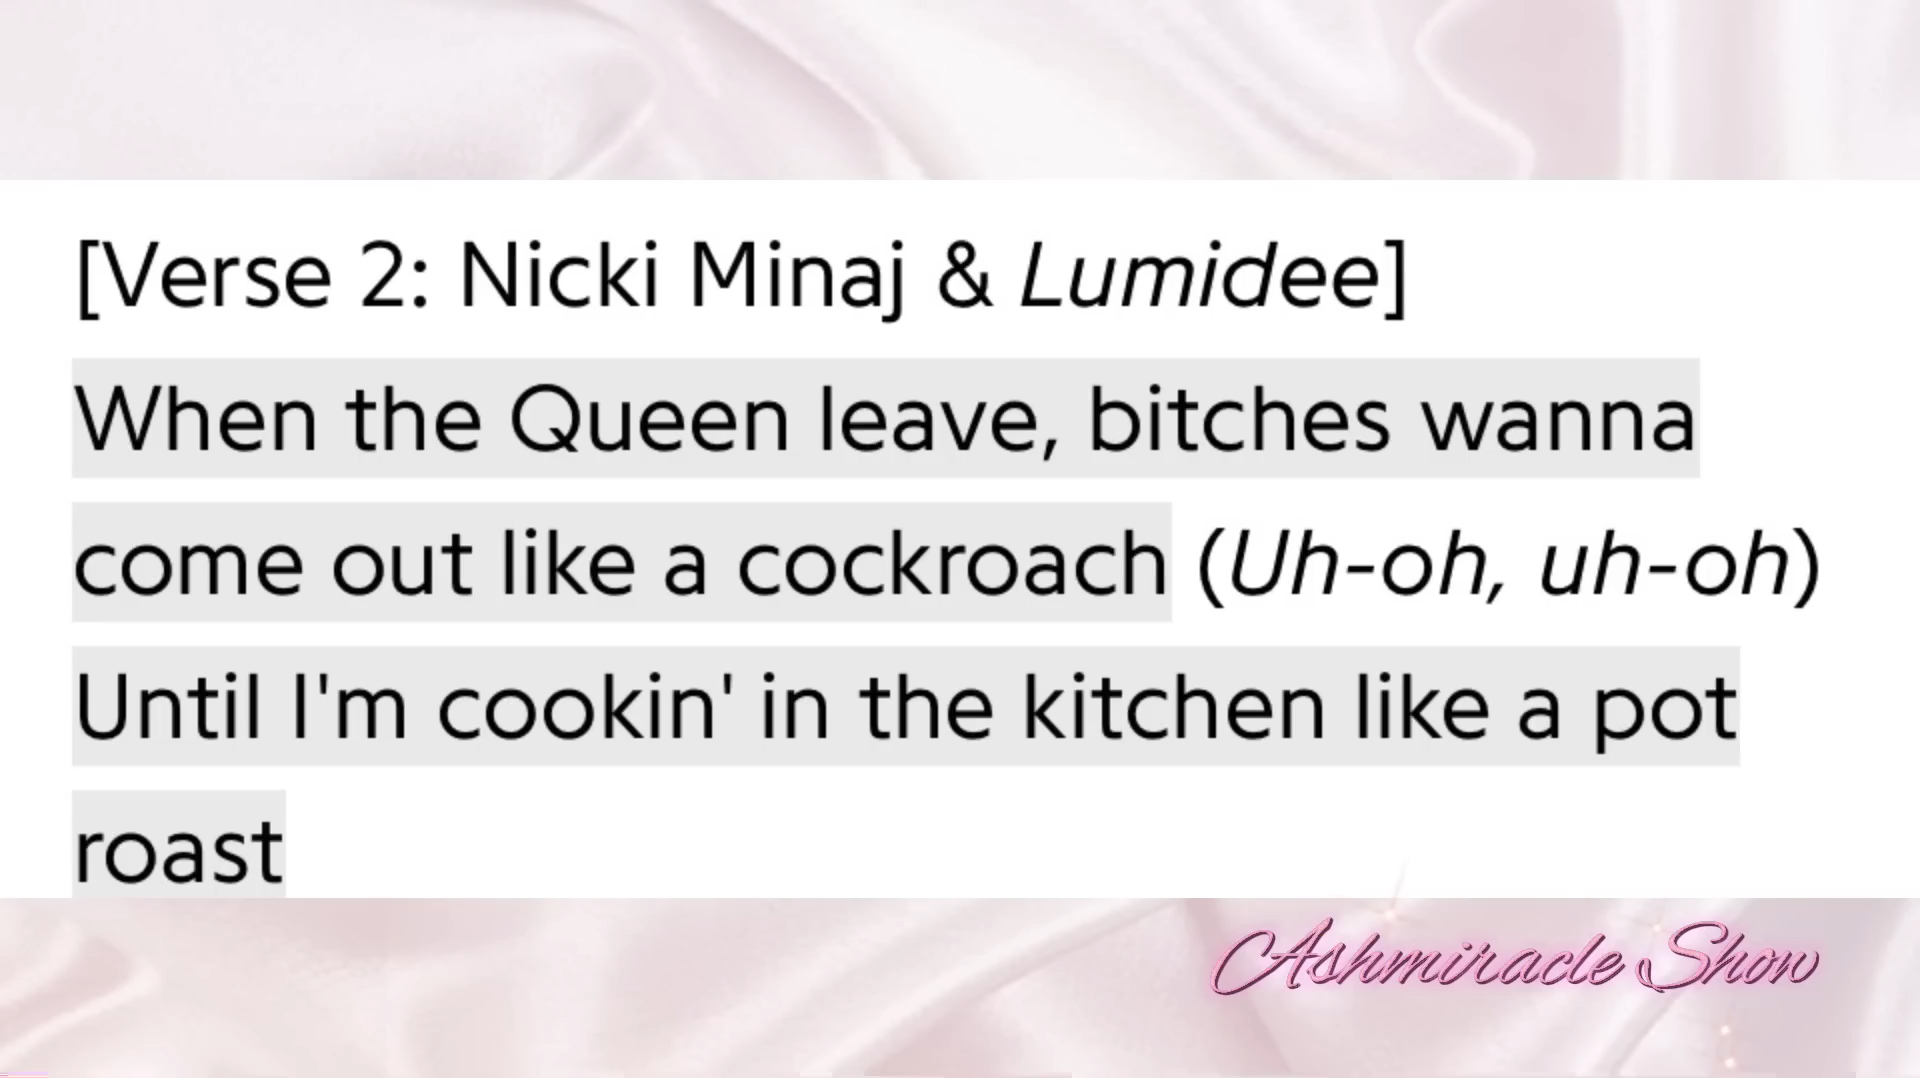 [Verse 2: Nicki Minaj & Lumidee]
When the Queen leave, bitches wanna
come out like a cockroach (Uh-oh, uh-oh)
Until I'm cookin' in the kitchen like a pot
roast
Ashmiracle Show